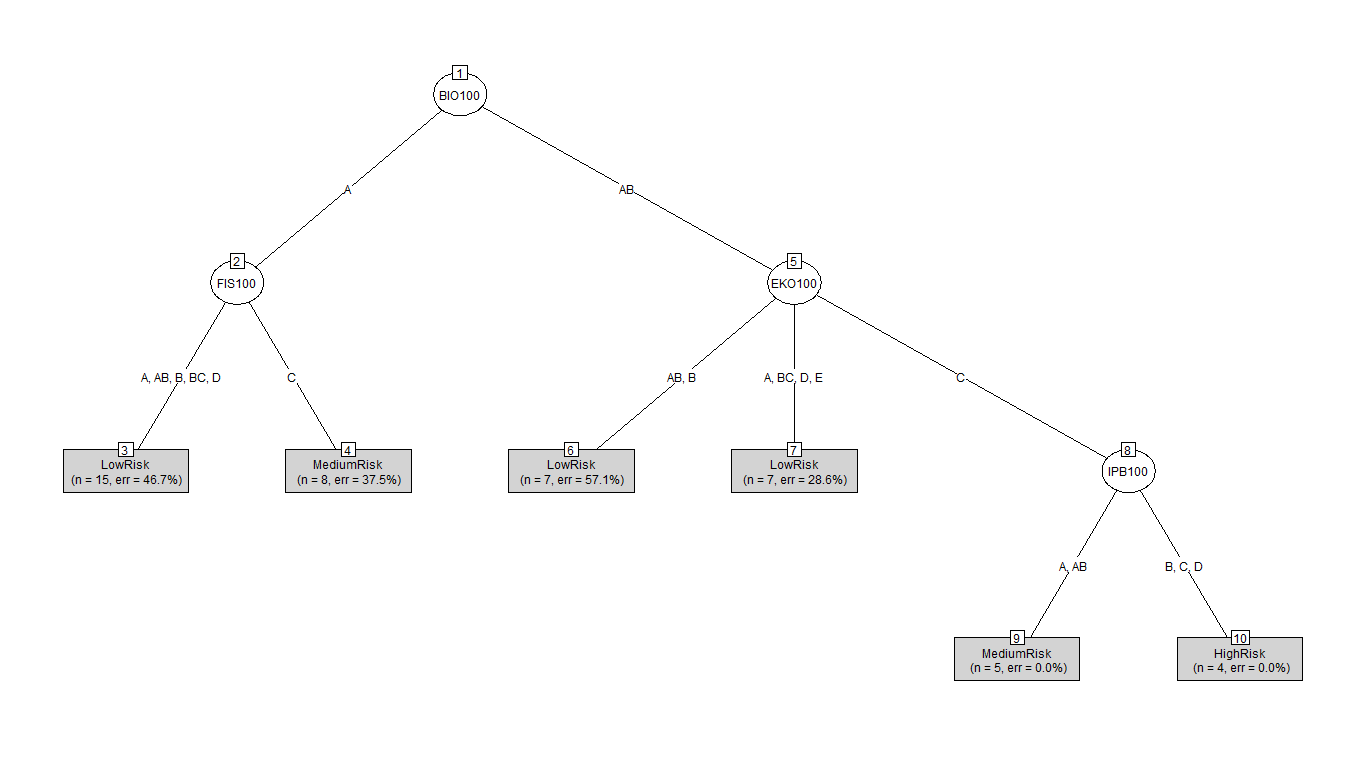 1
BIO100
A
AB
2
FIS100
5
EKO100
A, AB, B, BC, D
C
AB, B
A, BC, D, E
C
3
LowRisk
(n = 15, err = 46.7%)
4
MediumRisk
(n = 8, err = 37.5%)
6
LowRisk
(n = 7, err = 57.1%)
7
LowRisk
(n = 7, err = 28.6%)
8
IPB100
A, AB
B, C, D
9
MediumRisk
(n = 5, err = 0.0%)
10
HighRisk
(n = 4, err = 0.0%)